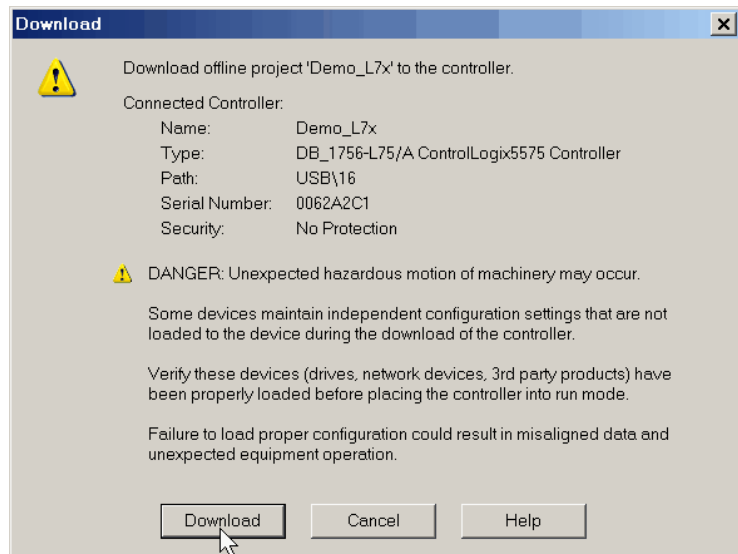 Download
Download offline project 'Demo_L7x' to the controller.
Connected Controller:
Name: Demo_L7x
Type: DB_1756-L75/A ControlLogix5575 Controller
Path: USB\16
Serial Number: 0062A2C1
Security: No Protection
DANGER: Unexpected hazardous motion of machinery may occur.
Some devices maintain independent configuration settings that are not
loaded to the device during the download of the controller.
Verify these devices (drives, network devices, 3rd party products) have
been properly loaded before placing the controller into run mode.
Failure to load proper configuration could result in misaligned data and
unexpected equipment operation.
Download Cancel Help